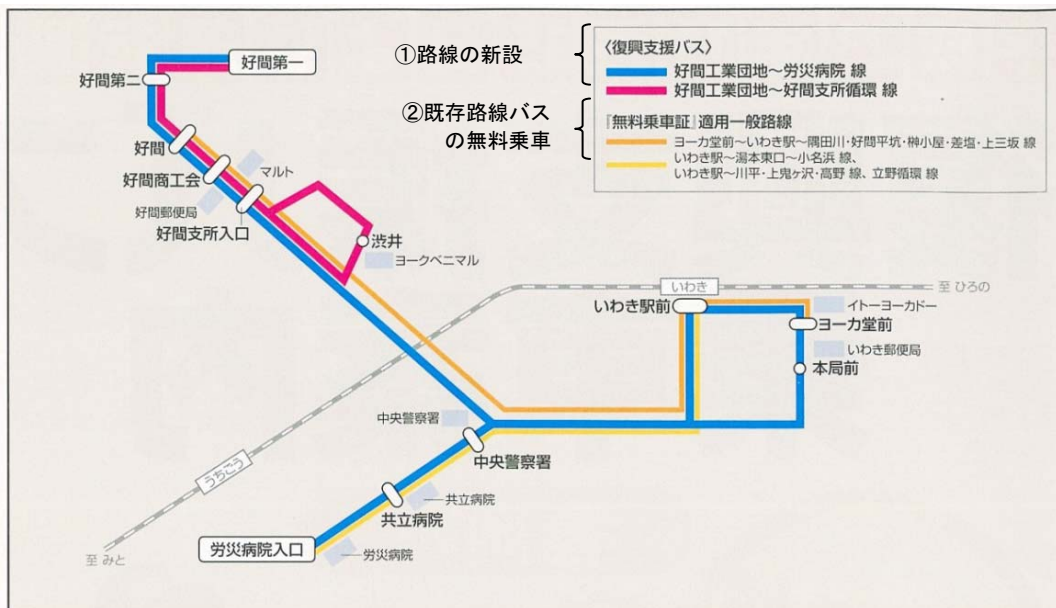 ①路線の新設
②既存路線バス
の無料乗車
〈復興支援バス〉
好間工業団地～労災病院 線
好間工業団地～好間支所循環 線
『無料乗車証』適用一般路線
ヨーカ堂前～いわき駅～隅田川・好間平坑・榊小屋・差塩・上三坂 線
いわき駅～湯本東口～小名浜 線、
いわき駅～川平・上鬼ヶ沢・高野 線、立野循環 線
好間第一
好間第二
好間
好間商工会
マルト
好間郵便局
好間支所入口
渋井
ヨークベニマル
いわき
至 ひろの
いわき駅前
イトーヨーカドー
ヨーカ堂前
いわき郵便局
本局前
中央警察署
中央警察署
うちごう
共立病院
共立病院
労災病院入口
労災病院
至 みと